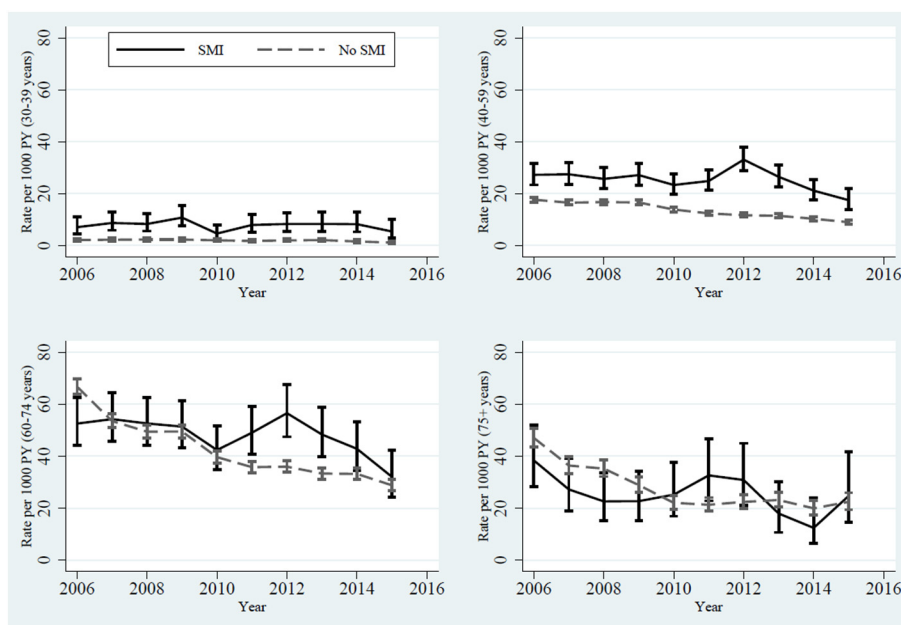 SMI No SMI
Rate per 1000 PY (30-39 years)
80
60
40
20
0
2006 2008 2010 2012 2014 2016
Year
Rate per 1000 PY (40-59 years)
80
60
40
20
0
2006 2008 2010 2012 2014 2016
Year
Rate per 1000 PY (60-74 years)
80
60
40
20
0
2006 2008 2010 2012 2014 2016
Year
Rate per 1000 PY (75+ years)
80
60
40
20
0
2006 2008 2010 2012 2014 2016
Year